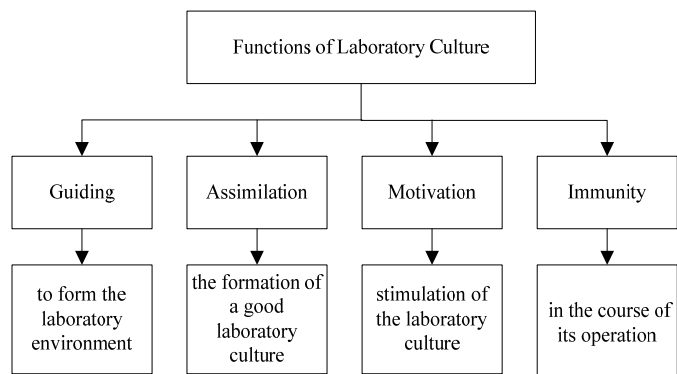 Functions of Laboratory Culture
Guiding
Assimilation
Motivation
Immunity
to form the
laboratory
environment
the formation of
a good
laboratory
culture
stimulation of
the laboratory
culture
in the course of
its operation